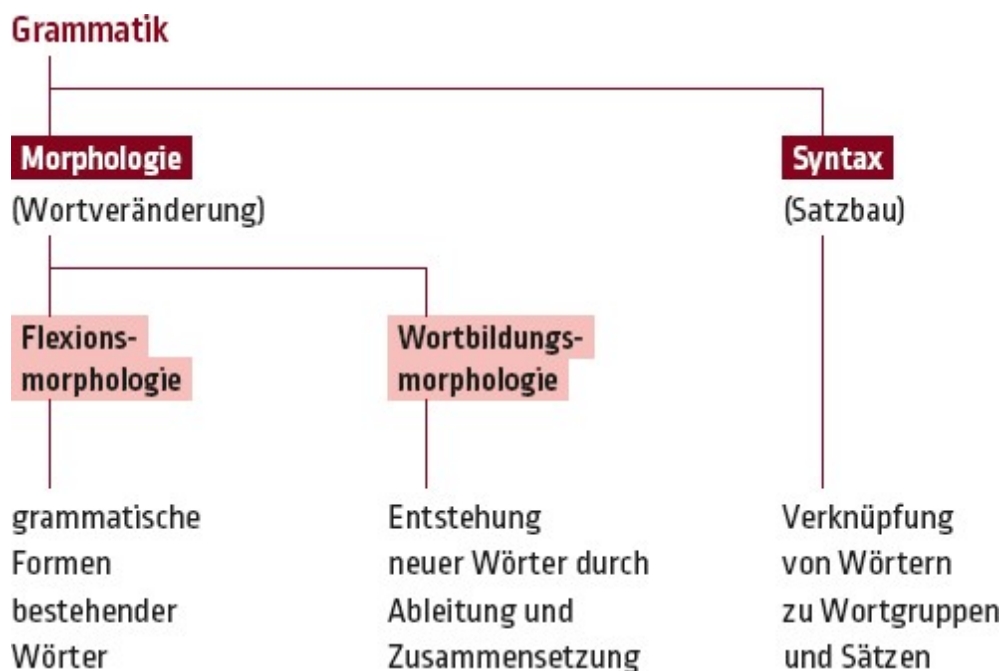 Grammatik
Morphologie
(Wortveränderung)
Syntax
(Satzbau)
Flexions-
morphologie
Wortbildungs-
morphologie
grammatische
Formen
bestehender
Wörter
Entstehung
neuer Wörter durch
Ableitung und
Zusammensetzung
Verknüpfung
von Wörtern
zu Wortgruppen
und Sätzen